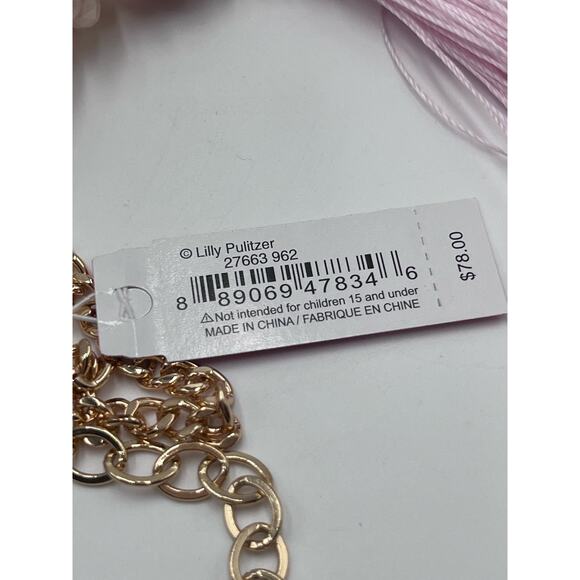 © Lilly Pulitzer
27663 962
8 89069 47834 6
⚠Not intended for children 15 and under
MADE IN CHINA / FABRIQUE EN CHINE
$78.00